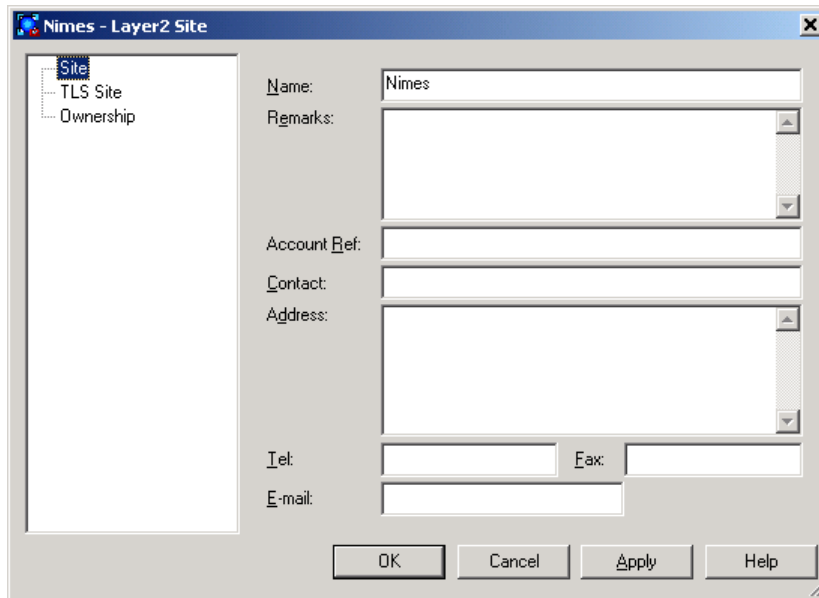 Nimes - Layer2 Site
Site
TLS Site
Ownership
Name:
Nimes
Remarks:
Account Ref:
Contact:
Address:
Tel:
Fax:
E-mail:
OK
Cancel
Apply
Help